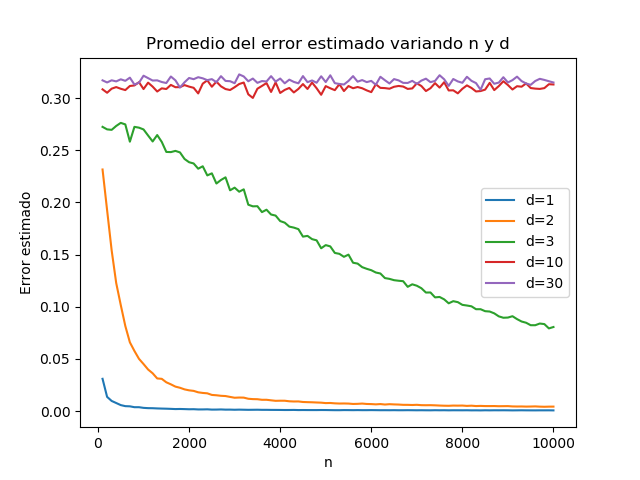 Promedio del error estimado variando n y d
Error estimado
0.30
0.25
0.20
0.15
0.10
0.05
0.00
d=1
d=2
d=3
d=10
d=30
0 2000 4000 6000 8000 10000
n